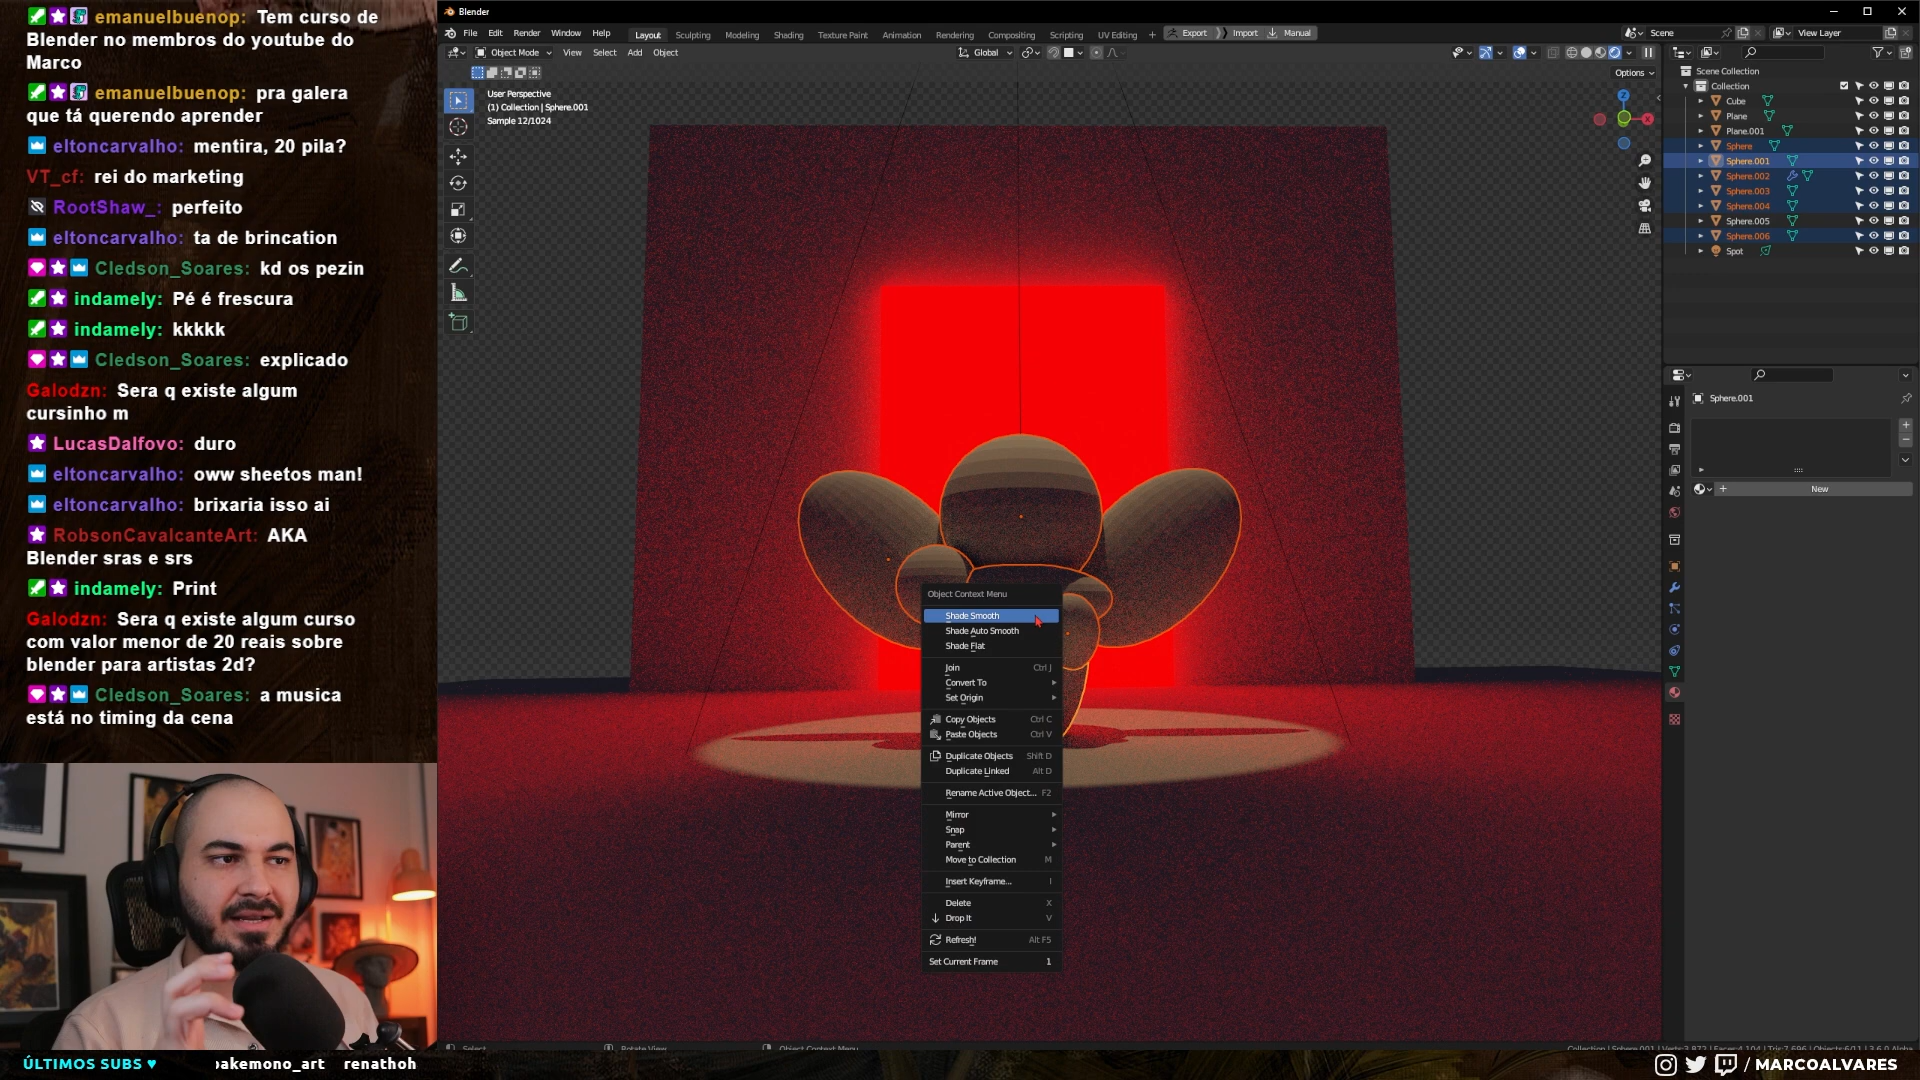 emanuelbuenop: Tem curso de
Blender no membros do youtube do
Marco
emanuelbuenop: pra galera
que tá querendo aprender
eltoncarvalho: mentira, 20 pila?
VT_cf: rei do marketing
RootShaw_: perfeito
eltoncarvalho: ta de brincation
Cledson_Soares: kd os pezin
indamely: Pé é frescura
indamely: kkkkk
Cledson_Soares: explicado
Galodzn: Sera q existe algum
cursinho m
LucasDalfovo: duro
eltoncarvalho: oww sheetos man!
eltoncarvalho: brixaria isso ai
RobsonCavalcanteArt: AKA
Blender sras e srs
indamely: Print
Galodzn: Sera q existe algum curso
com valor menor de 20 reais sobre
blender para artistas 2d?
Cledson_Soares: a musica
está no timing da cena
ÚLTIMOS SUBS ♥ bakemono_art renathoh
Blender
File Edit Render Window Help Layout Sculpting Modeling Shading Texture Paint Animation Rendering Compositing Scripting UV Editing + Export Import Manual Scene View Layer
Object Mode View Select Add Object Global
Options
User Perspective
(1) Collection | Sphere.001
Sample 12/1024
Z
X
Object Context Menu
Shade Smooth
Shade Auto Smooth
Shade Flat
Join Ctrl J
Convert To
Set Origin
Copy Objects Ctrl C
Paste Objects Ctrl V
Duplicate Objects Shift D
Duplicate Linked Alt D
Rename Active Object... F2
Mirror
Snap
Parent
Move to Collection M
Insert Keyframe... I
Delete X
Drop It V
Refresh! Alt F5
Set Current Frame 1
Scene Collection
Collection
Cube
Plane
Plane.001
Sphere
Sphere.001
Sphere.002
Sphere.003
Sphere.004
Sphere.005
Sphere.006
Spot
Sphere.001
New
Select Rotate View Object Context Menu
/ MARCOALVARES